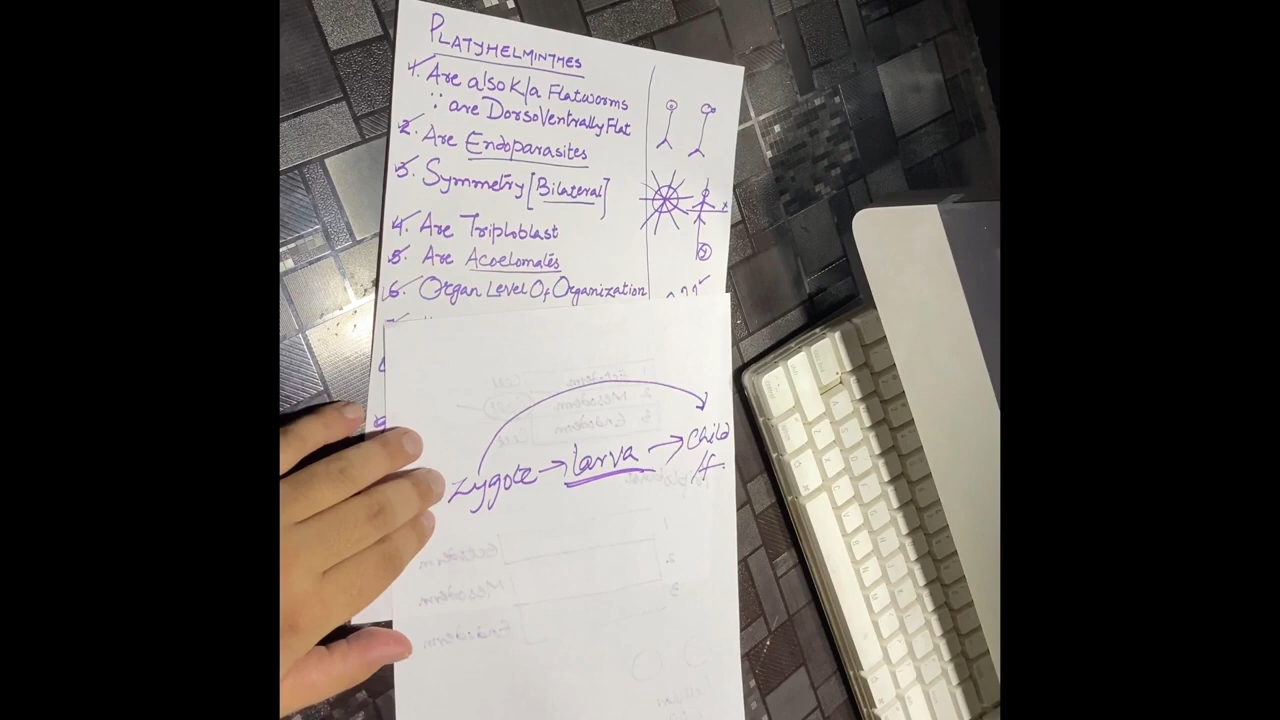 PLATYHELMINTHES
1. Are also K/a Flatworms
∵ are DorsoVentrally Flat
2. Are Endoparasites
3. Symmetry [Bilateral]
4. Are Triploblast
5. Are Acoelomates
6. Organ Level Of Organization
Zygote → larva → Child